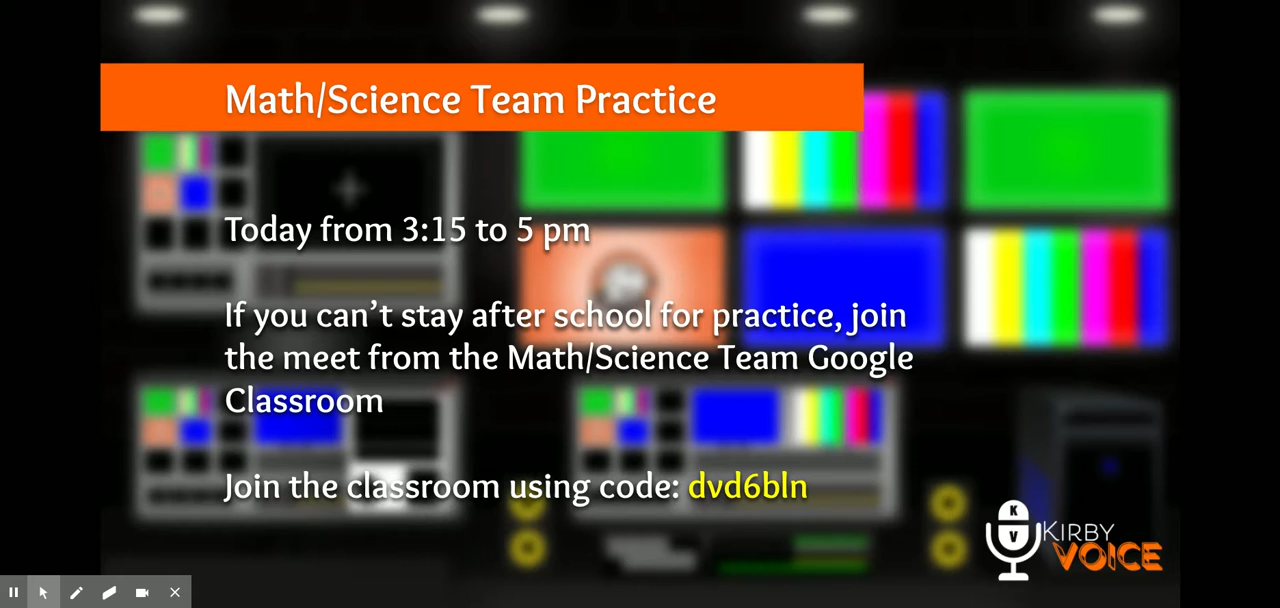 Math/Science Team Practice
Today from 3:15 to 5 pm
If you can’t stay after school for practice, join
the meet from the Math/Science Team Google
Classroom
Join the classroom using code: dvd6bln
K
V
KIRBY
VOICE